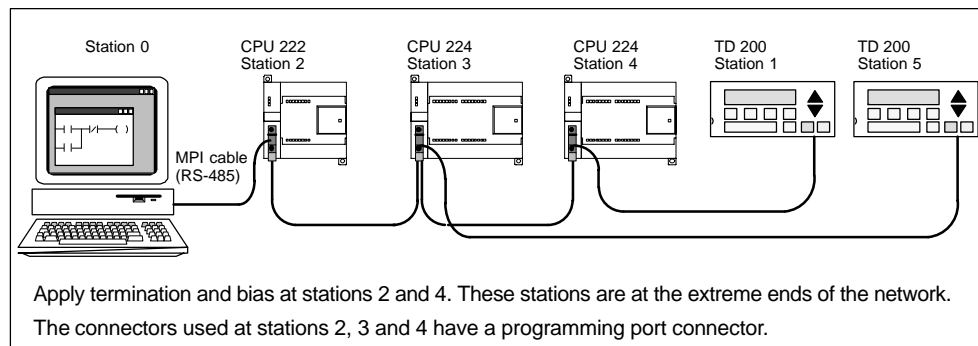 Station 0
CPU 222
Station 2
CPU 224
Station 3
CPU 224
Station 4
TD 200
Station 1
TD 200
Station 5
MPI cable
(RS-485)
Apply termination and bias at stations 2 and 4. These stations are at the extreme ends of the network.
The connectors used at stations 2, 3 and 4 have a programming port connector.